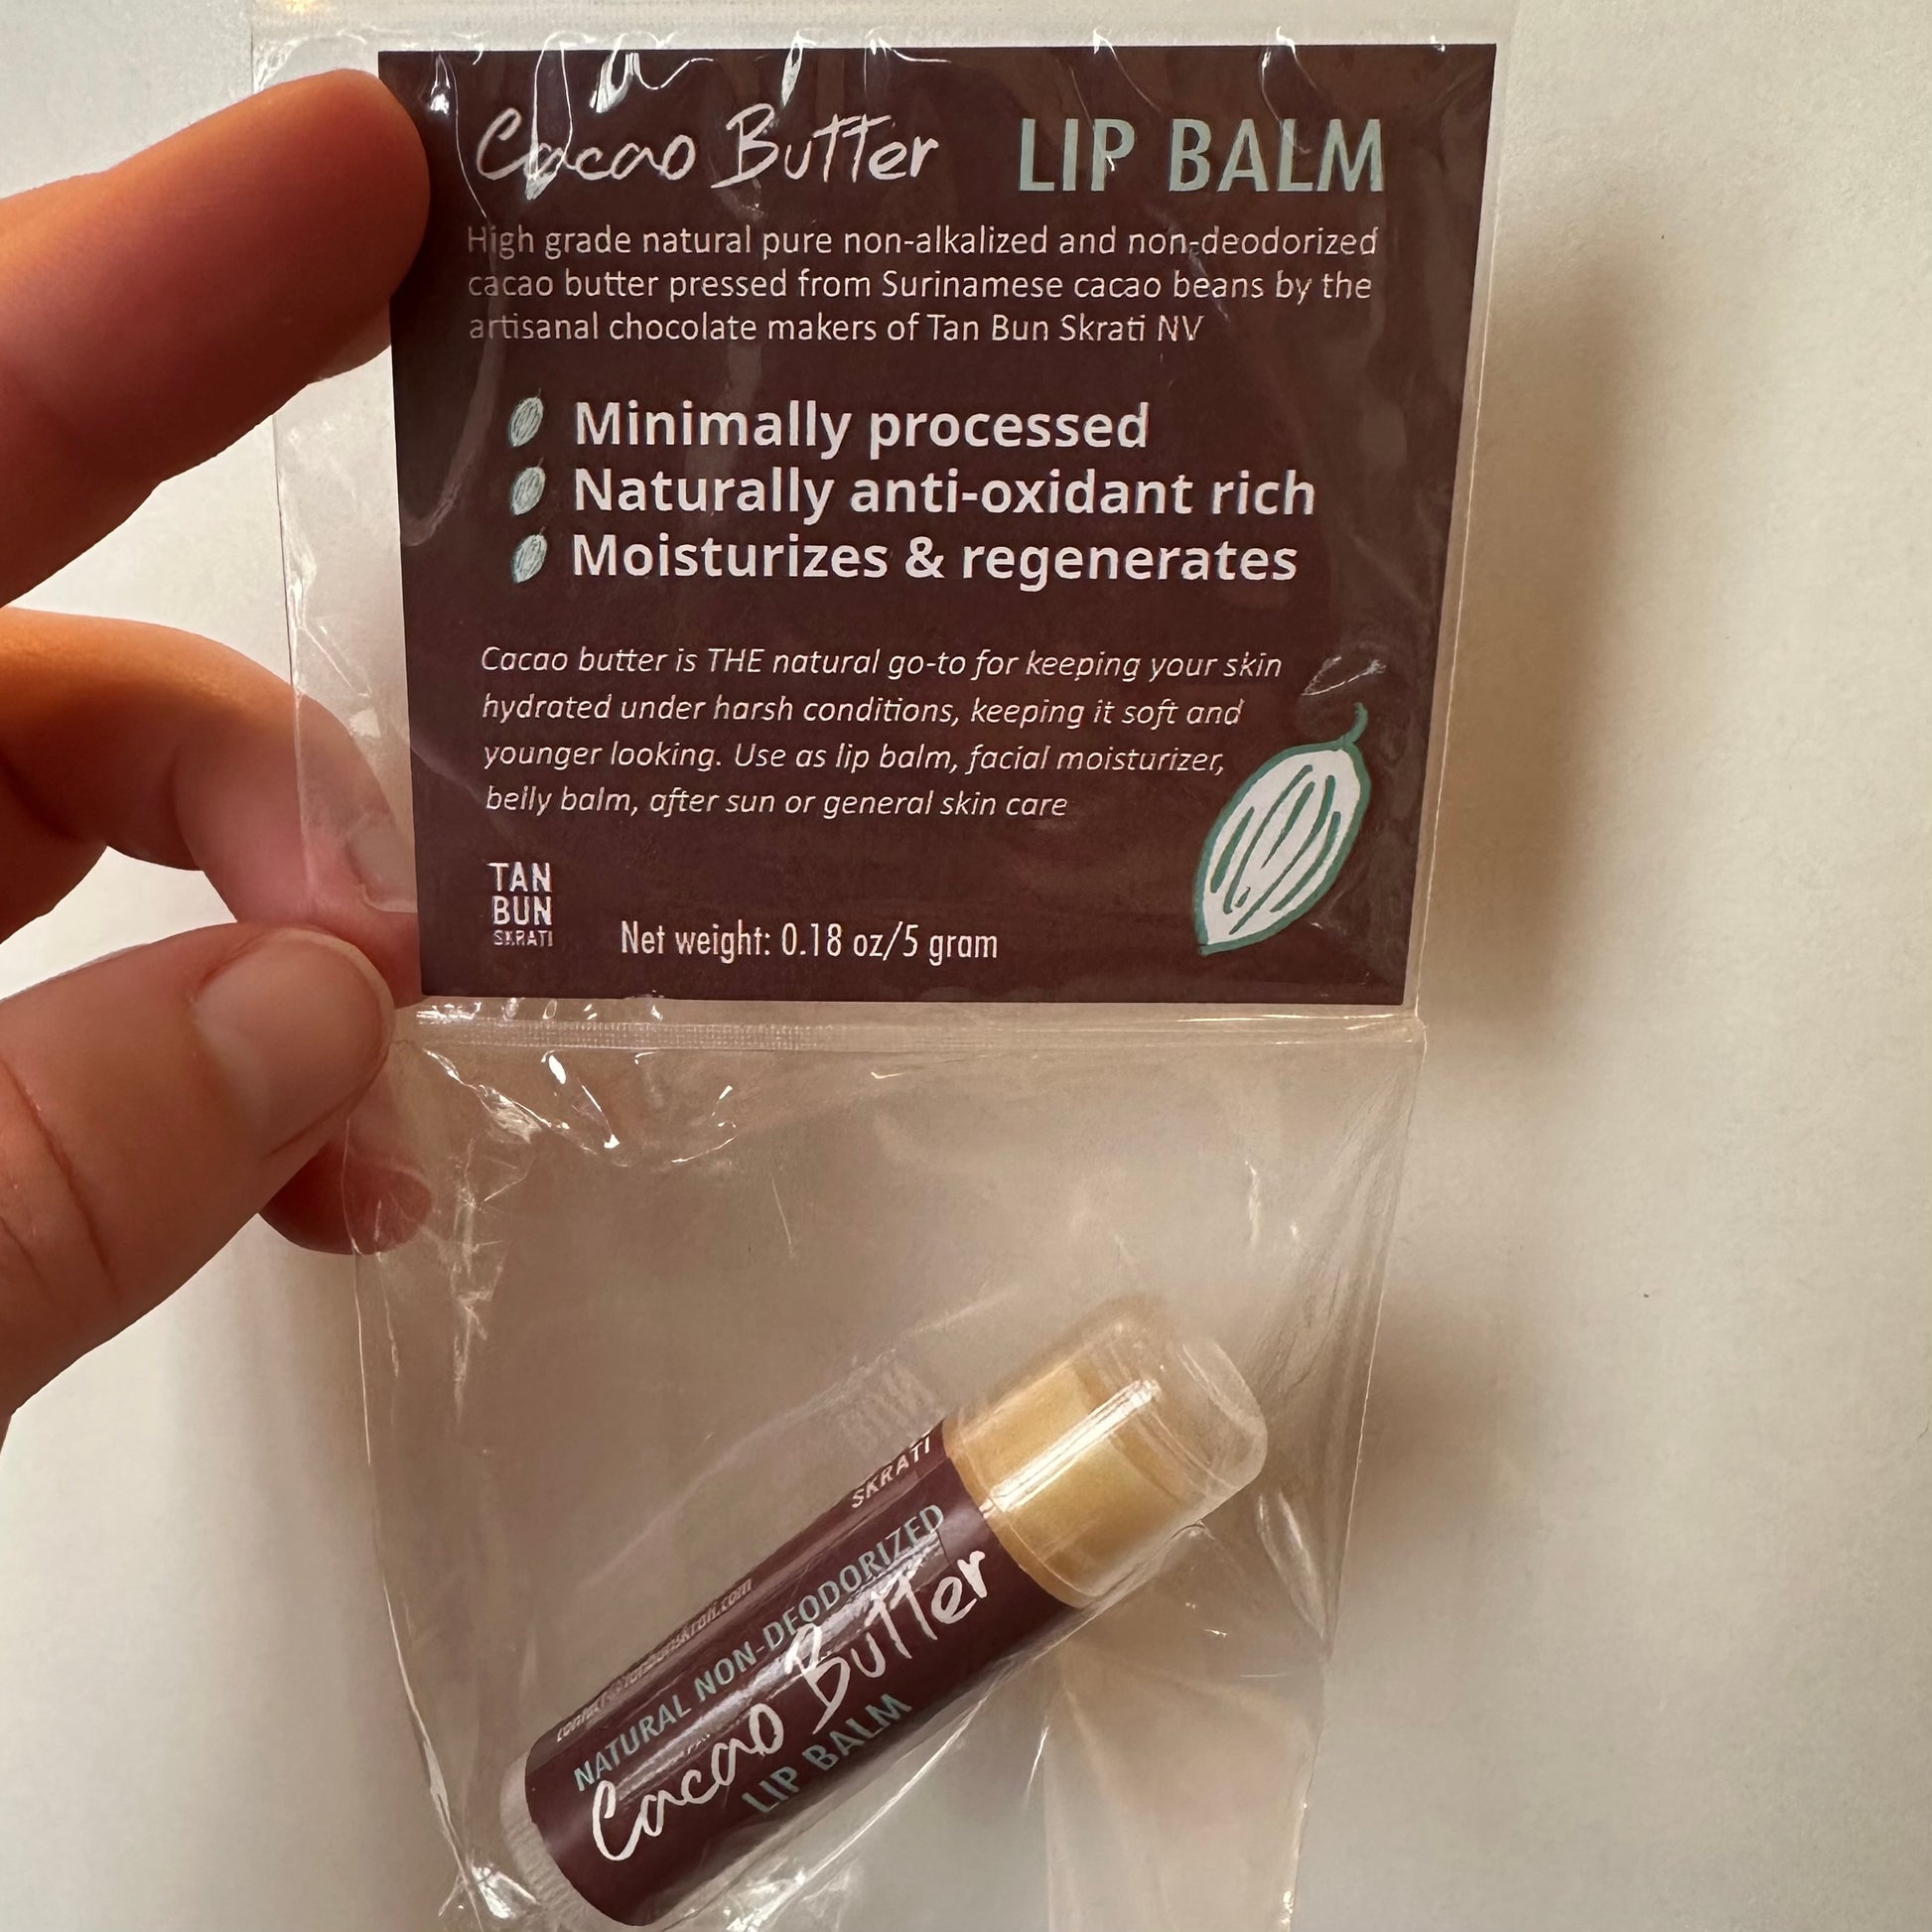 Cacao Butter LIP BALM
High grade natural pure non-alkalized and non-deodorized
cacao butter pressed from Surinamese cacao beans by the
artisanal chocolate makers of Tan Bun Skrati NV
Minimally processed
Naturally anti-oxidant rich
Moisturizes & regenerates
Cacao butter is THE natural go-to for keeping your skin
hydrated under harsh conditions, keeping it soft and
younger looking. Use as lip balm, facial moisturizer,
belly balm, after sun or general skin care
TAN
BUN
SKRATI
Net weight: 0.18 oz/5 gram
SKRATI
NATURAL NON-DEODORIZED
Cacao Butter
LIP BALM